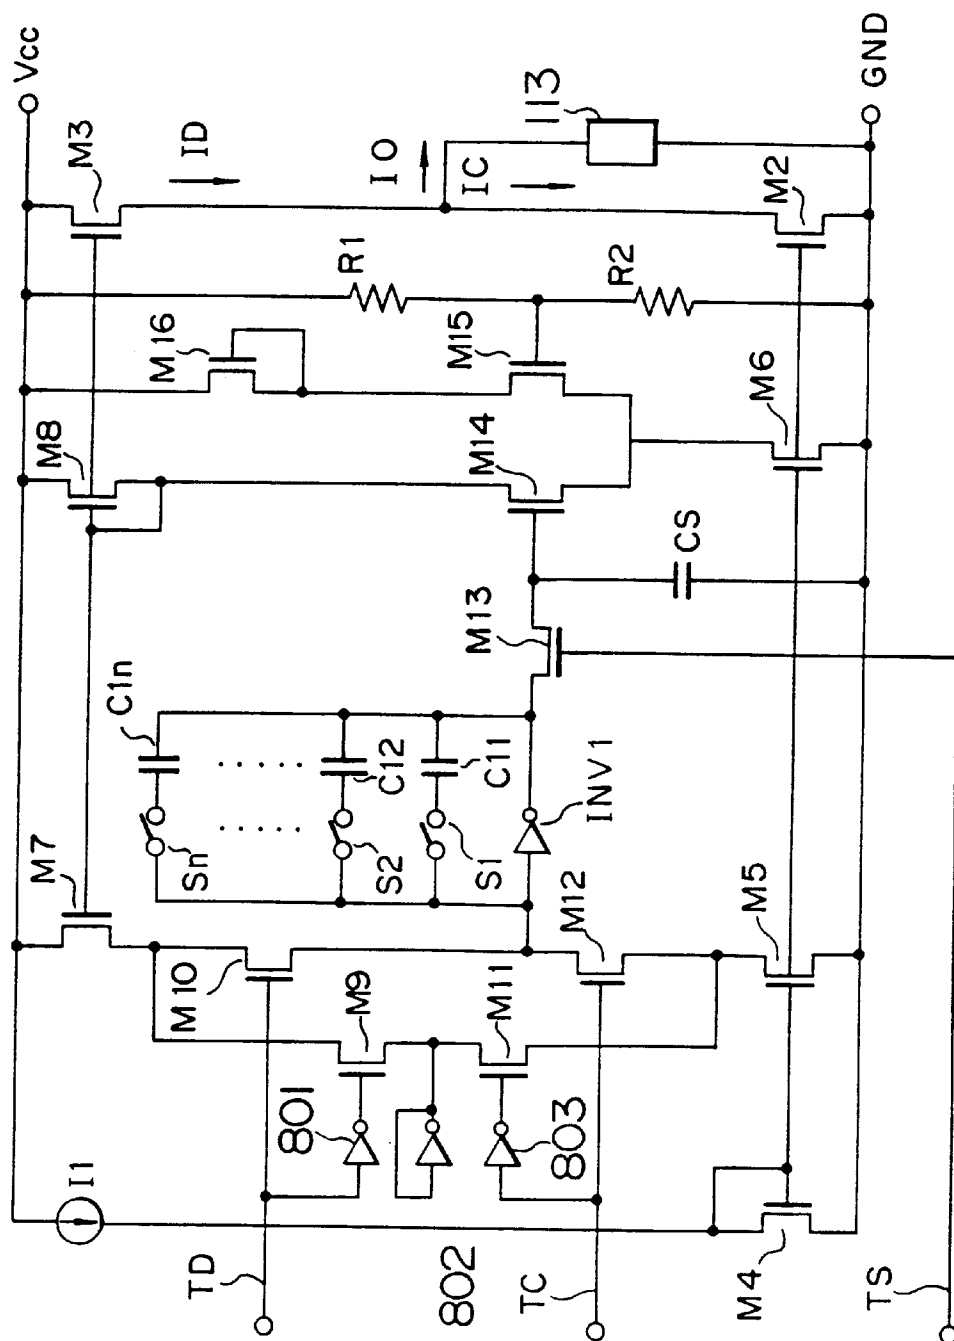 Vcc
M3
ID
113
IO
IC
M2
GND
R1
R2
M16
M15
M6
M8
M14
CS
M13
C1n
C12
C11
Sn
S2
S1
INV1
M7
M10
M9
M12
M11
M5
801
803
I1
TD
802
TC
M4
TS